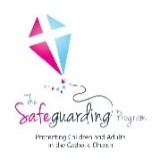 The
Safeguarding Program
Protecting Children and Adults
in the Catholic Church